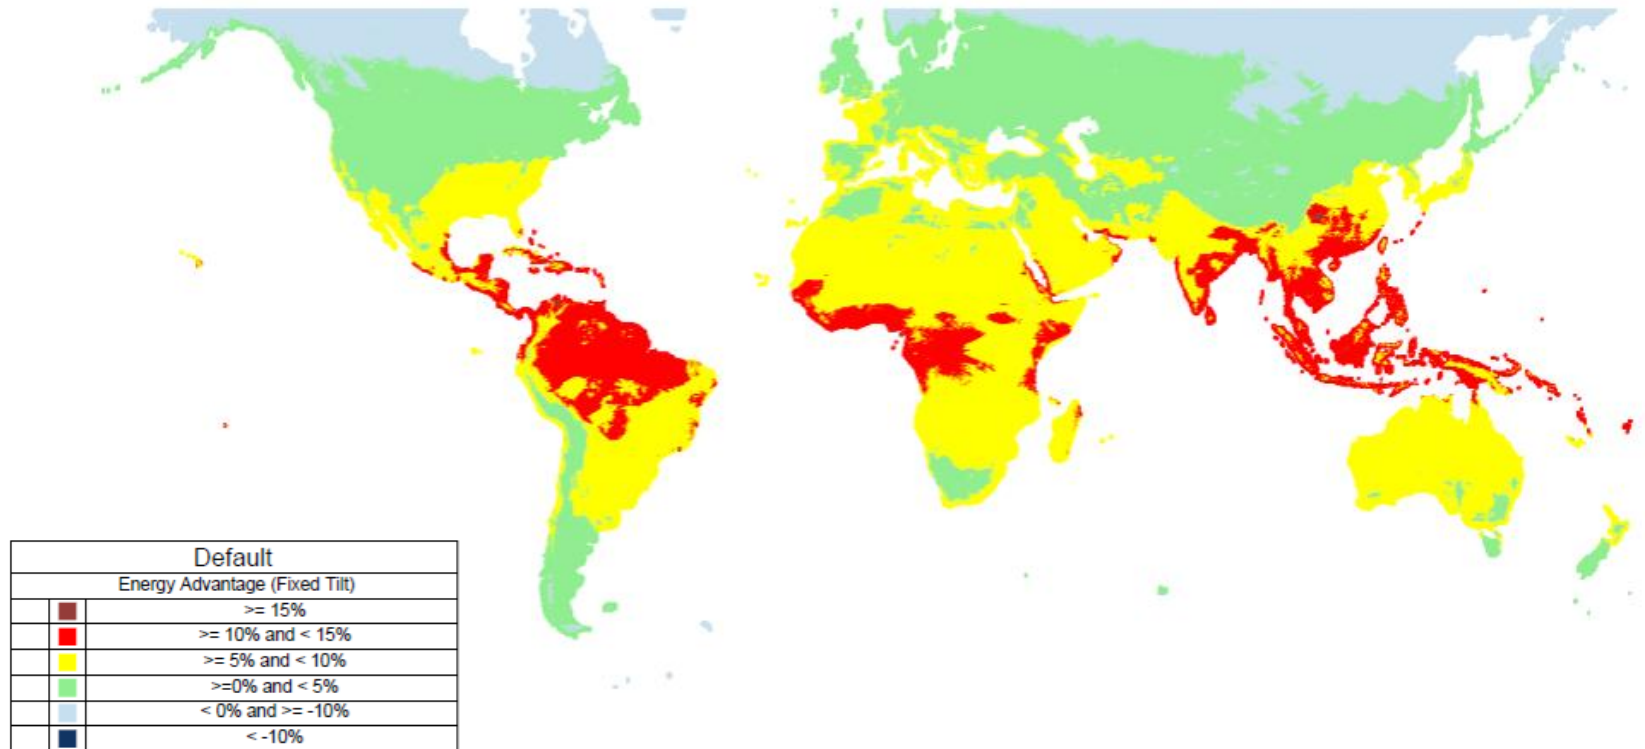 Default
Energy Advantage (Fixed Tilt)
>= 15%
>= 10% and < 15%
>= 5% and < 10%
>=0% and < 5%
< 0% and >= -10%
< -10%